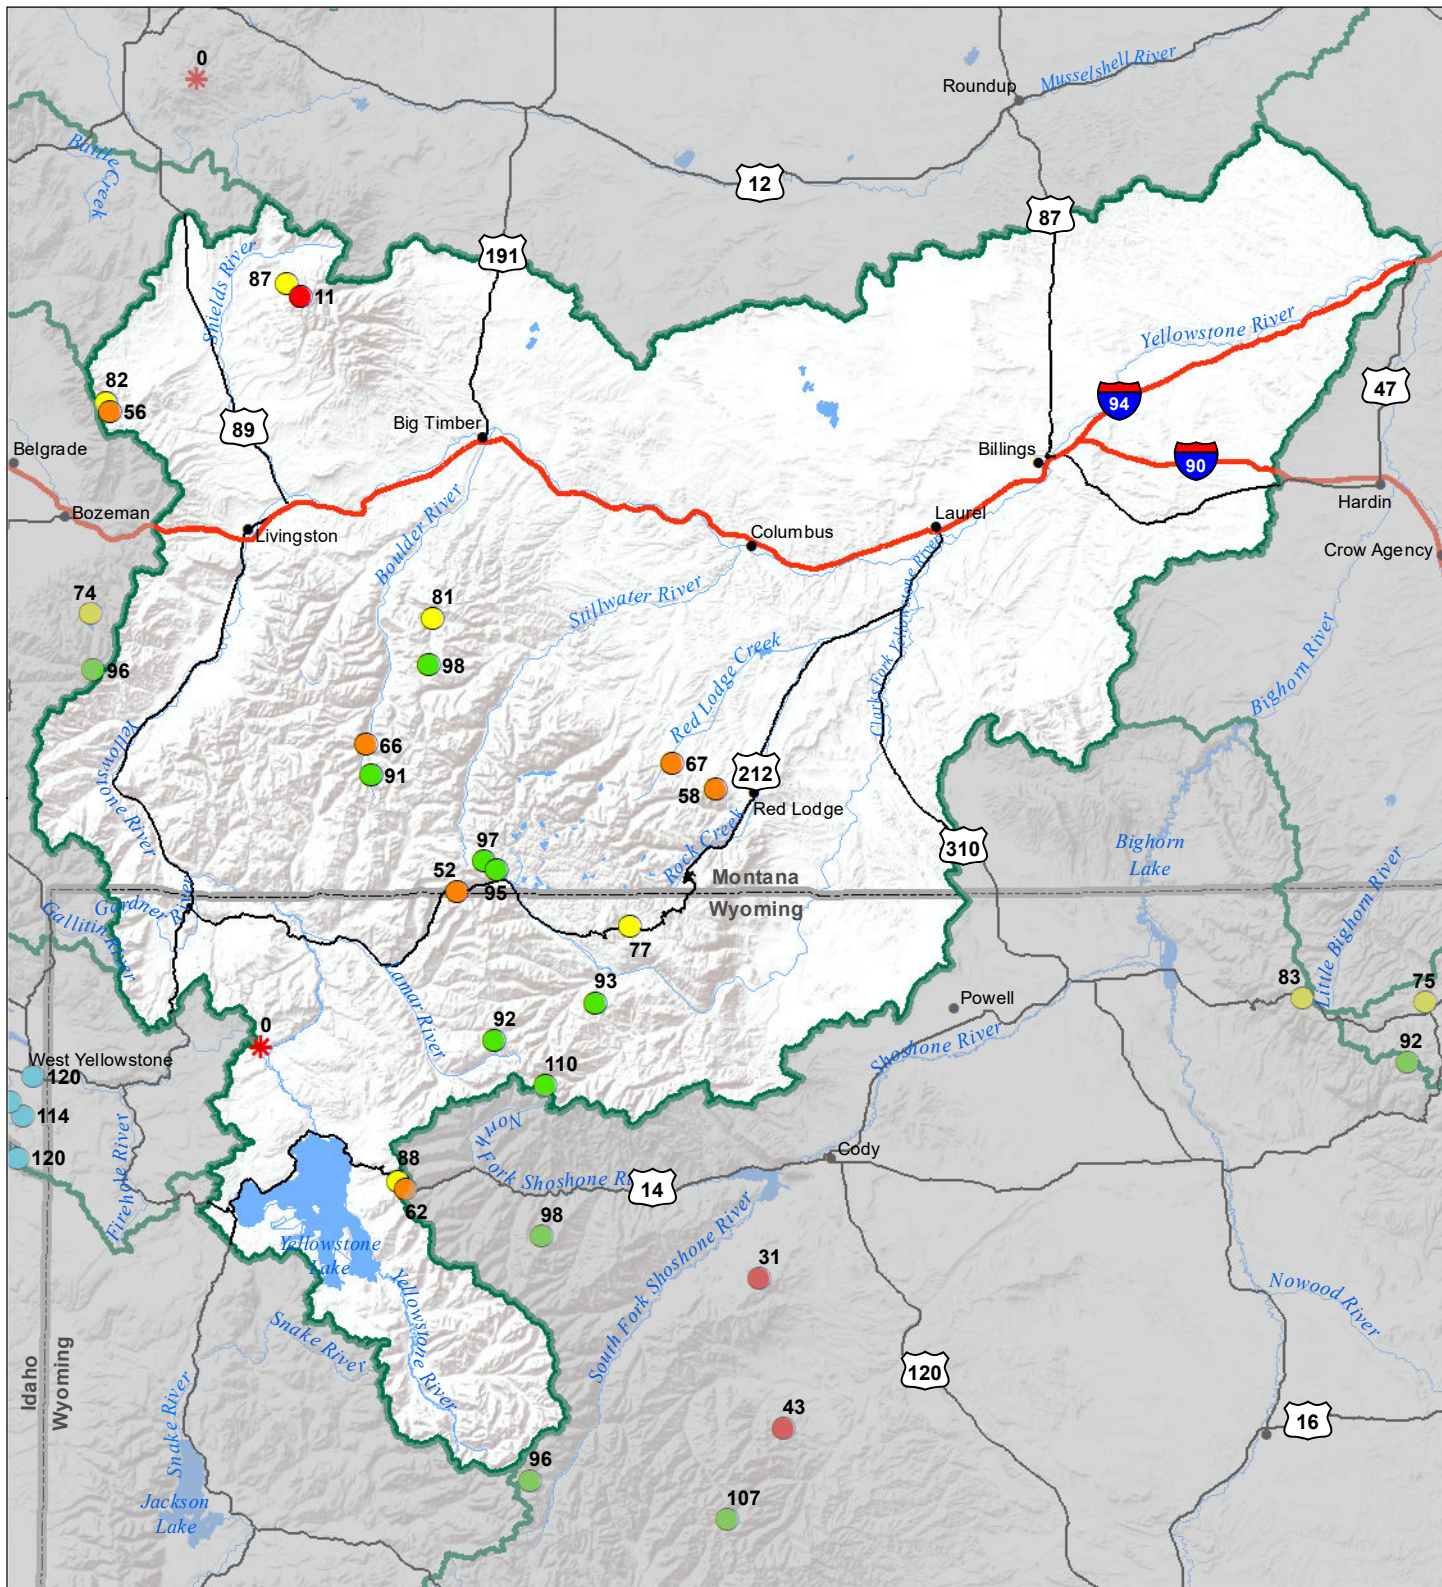 0
Roundup
Musselshell River
Battle Creek
12
87
191
Shields River
87
11
Yellowstone River
82
56
47
94
89
Big Timber
Belgrade
Billings
90
Hardin
Bozeman
Livingston
Boulder River
Laurel
Columbus
Crow Agency
74
81
Stillwater River
Clarks Fork Yellowstone River
96
98
Red Lodge Creek
Bighorn River
Yellowstone River
66
67
91
58
212
Red Lodge
Rock Creek
310
Bighorn
Lake
97
52
95
Montana
Wyoming
Gardner River
Gallitin River
77
Little Bighorn River
Lamar River
93
83
75
Powell
0
92
Shoshone River
92
West Yellowstone
120
110
114
Firehole River
North
Fork Shoshone Ri
120
Cody
88
62
14
98
Yellowstone
Lake
South Fork Shoshone River
31
Yellowstone River
Nowood River
Snake River
Idaho
Wyoming
120
Snake River
43
16
96
Jackson
Lake
107